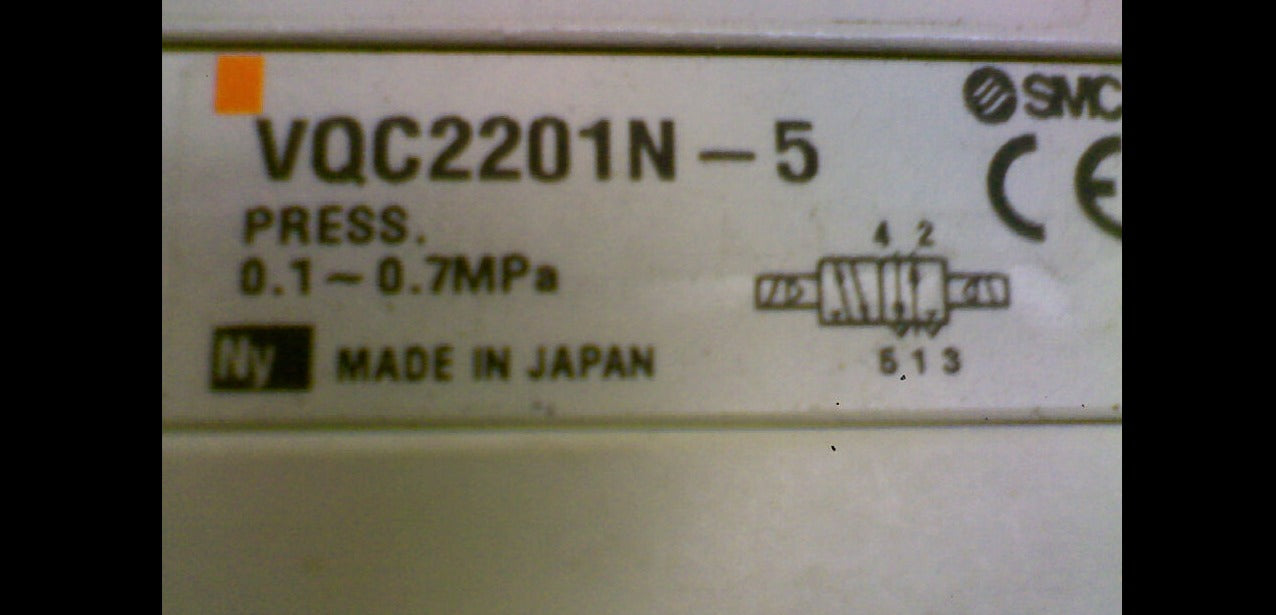 SMC
VQC2201N-5
CE
PRESS.
0.1~0.7MPa
4 2
5 1 3
Ny MADE IN JAPAN